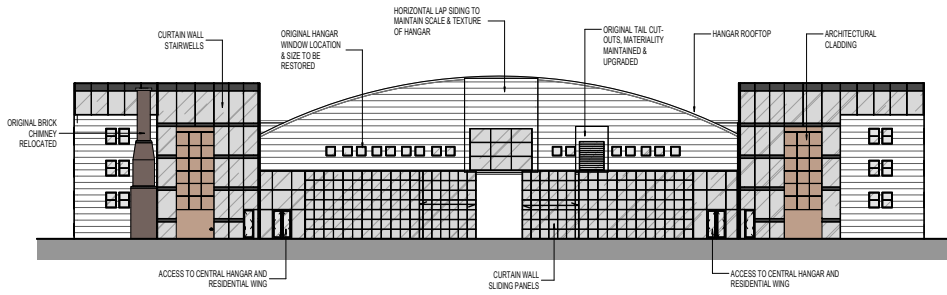 HORIZONTAL LAP SIDING TO
MAINTAIN SCALE & TEXTURE
OF HANGAR
CURTAIN WALL
STAIRWELLS
ORIGINAL HANGAR
WINDOW LOCATION
& SIZE TO BE
RESTORED
ORIGINAL TAIL CUT-
OUTS, MATERIALITY
MAINTAINED &
UPGRADED
HANGAR ROOFTOP
ARCHITECTURAL
CLADDING
ORIGINAL BRICK
CHIMNEY
RELOCATED
ACCESS TO CENTRAL HANGAR AND
RESIDENTIAL WING
CURTAIN WALL
SLIDING PANELS
ACCESS TO CENTRAL HANGAR AND
RESIDENTIAL WING